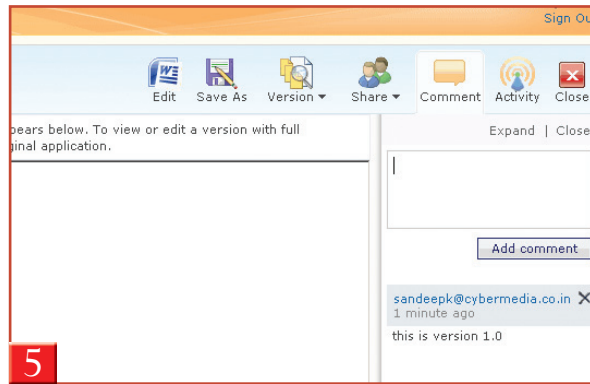 Sign Ou
Edit Save As Version Share Comment Activity Close
pears below. To view or edit a version with full
ginal application.
Expand | Close
Add comment
sandeepk@cybermedia.co.in
1 minute ago
this is version 1.0
5